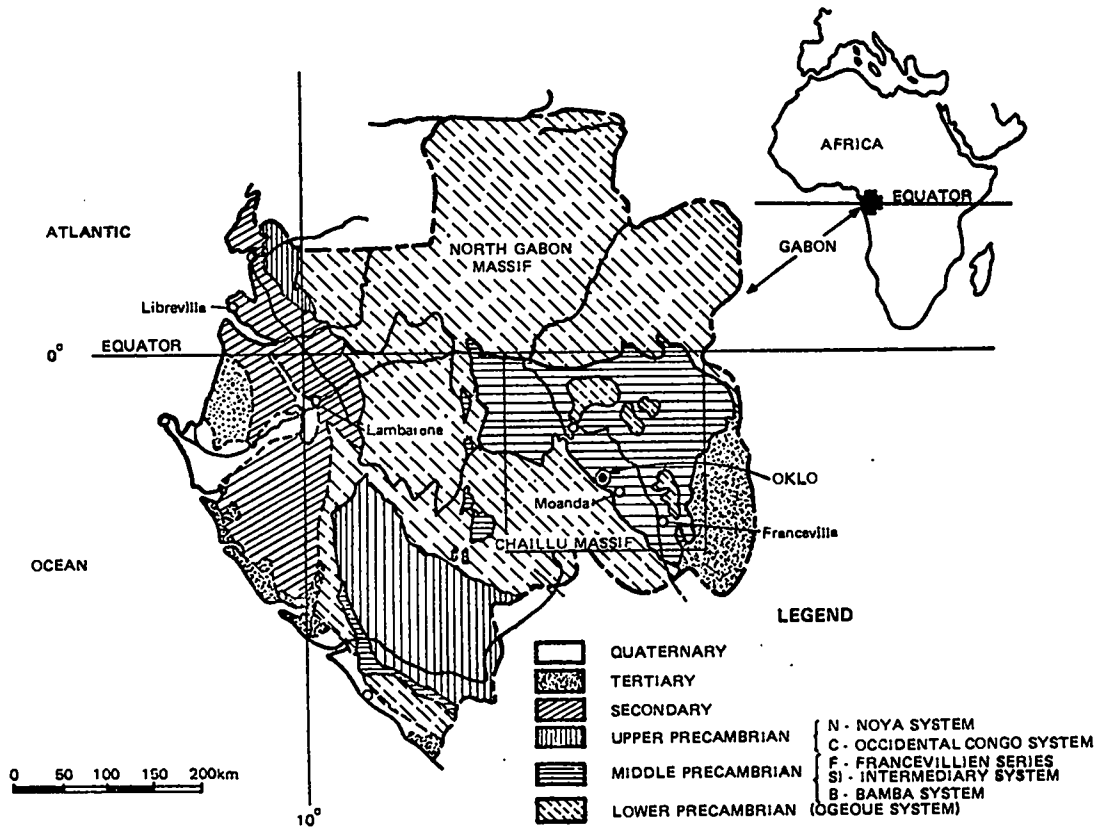 AFRICA
EQUATOR
GABON
ATLANTIC
NORTH GABON
MASSIF
Libreville
EQUATOR
0°
Lambarene
OKLO
Moanda
Franceville
CHAILLU MASSIF
OCEAN
LEGEND
QUATERNARY
TERTIARY
SECONDARY
UPPER PRECAMBRIAN
MIDDLE PRECAMBRIAN
LOWER PRECAMBRIAN (OGEOUE SYSTEM)
N - NOYA SYSTEM
C - OCCIDENTAL CONGO SYSTEM
F - FRANCEVILLIEN SERIES
SI - INTERMEDIARY SYSTEM
B - BAMBA SYSTEM
0 50 100 150 200km
10°